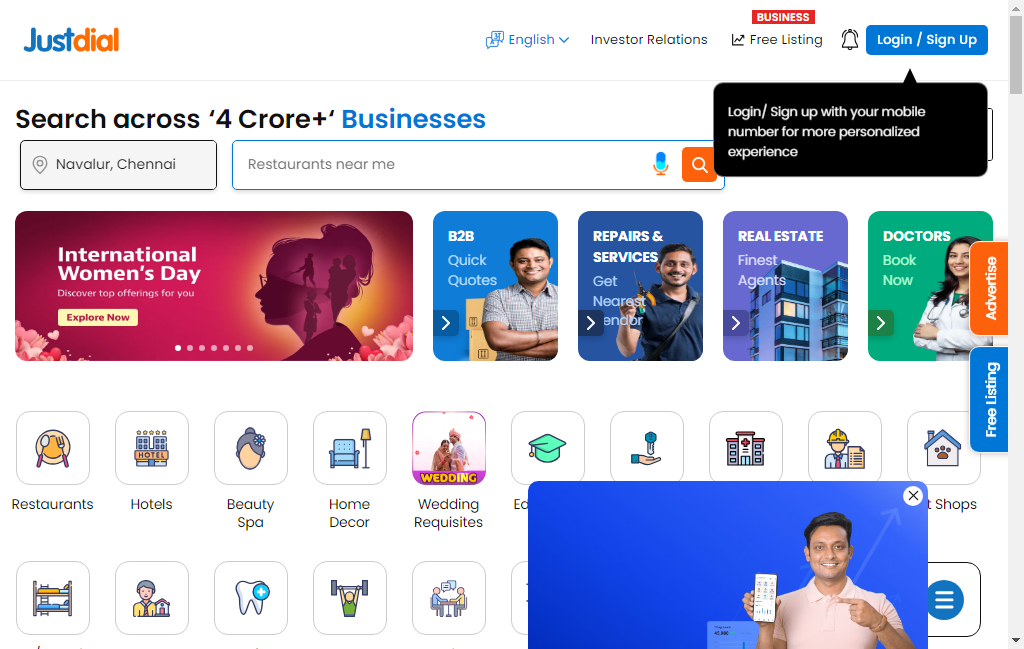 Justdial
English
Investor Relations
BUSINESS
Free Listing
Login / Sign Up
Login/ Sign up with your mobile
number for more personalized
experience
Search across ‘4 Crore+‘ Businesses
Navalur, Chennai
Restaurants near me
International
Women's Day
Discover top offerings for you
Explore Now
B2B
Quick
Quotes
REPAIRS &
SERVICES
Get
Nearest
Vendor
REAL ESTATE
Finest
Agents
DOCTORS
Book
Now
Advertise
Free Listing
HOTEL
WEDDING
Restaurants
Hotels
Beauty
Spa
Home
Decor
Wedding
Requisites
Shops